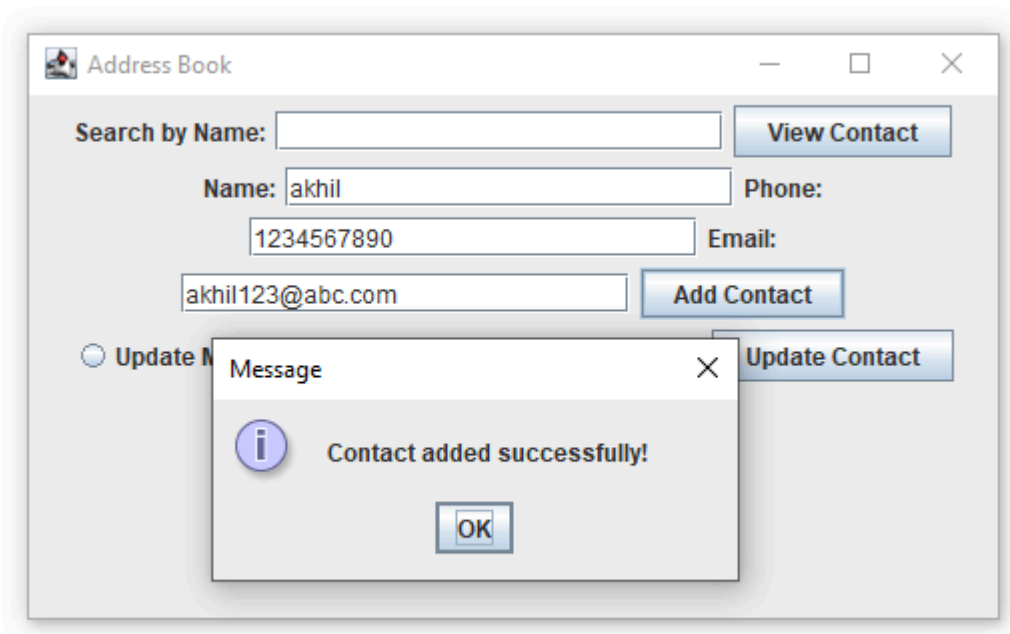 Address Book
Search by Name: View Contact
Name: akhil Phone:
1234567890 Email:
akhil123@abc.com Add Contact
Update Update Contact
Message
Contact added successfully!
OK